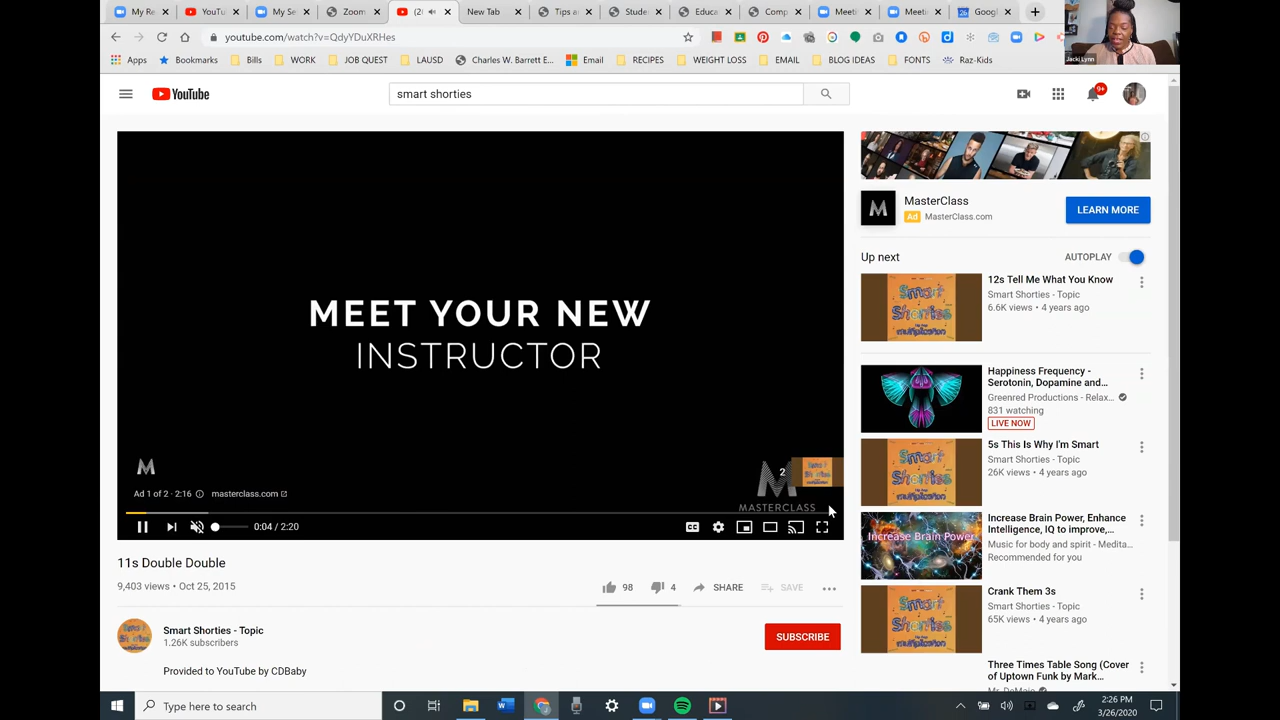 My Re
YouTu
My Se
Zoom
(2
New Tab
Tips a
Stude
Educa
Comp
Meeti
Meeti
Googl
youtube.com/watch?v=QdyYDuXRHes
Apps
Bookmarks
Bills
WORK
JOB QUEST
LAUSD
Charles W. Barrett E...
Email
RECIPES
WEIGHT LOSS
EMAIL
BLOG IDEAS
FONTS
Raz-Kids
Jacki Lynn
YouTube
smart shorties
9+
MEET YOUR NEW
INSTRUCTOR
2
MASTERCLASS
Ad 1 of 2 · 2:16
masterclass.com
0:04 / 2:20
MasterClass
Ad MasterClass.com
LEARN MORE
Up next
AUTOPLAY
12s Tell Me What You Know
Smart Shorties - Topic
6.6K views • 4 years ago
Happiness Frequency -
Serotonin, Dopamine and...
Greenred Productions - Relax...
831 watching
LIVE NOW
5s This Is Why I'm Smart
Smart Shorties - Topic
26K views • 4 years ago
Increase Brain Power
Increase Brain Power, Enhance
Intelligence, IQ to improve,...
Music for body and spirit - Medita...
Recommended for you
Crank Them 3s
Smart Shorties - Topic
65K views • 4 years ago
Three Times Table Song (Cover
of Uptown Funk by Mark...
11s Double Double
9,403 views • Oct 25, 2015
98
4
SHARE
SAVE
Smart Shorties - Topic
1.26K subscribers
SUBSCRIBE
Provided to YouTube by CDBaby
Type here to search
2:26 PM
3/26/2020